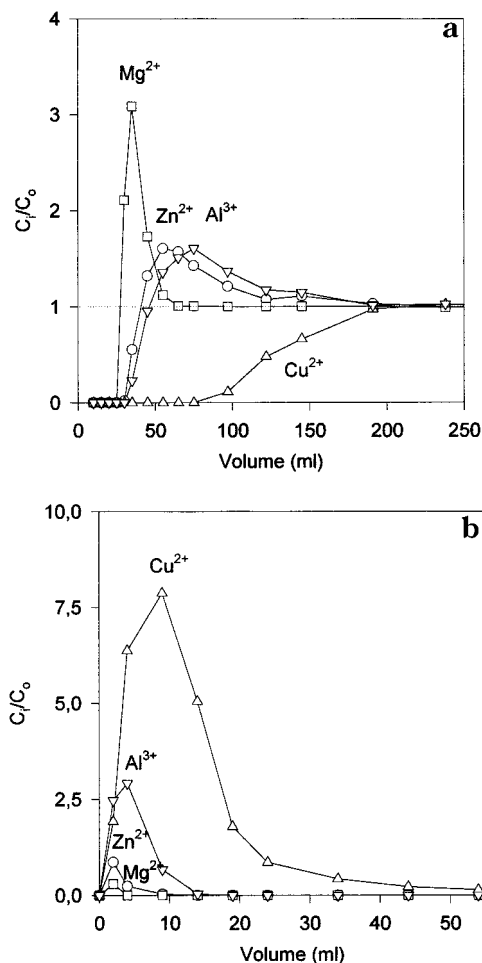 a
4
3
2
1
0
Cᵢ/Cₒ
Mg²⁺
Zn²⁺ Al³⁺
Cu²⁺
0 50 100 150 200 250
Volume (ml)
b
10,0
7,5
5,0
2,5
0,0
Cᵢ/Cₒ
Cu²⁺
Al³⁺
Zn²⁺
Mg²⁺
0 10 20 30 40 50
Volume (ml)